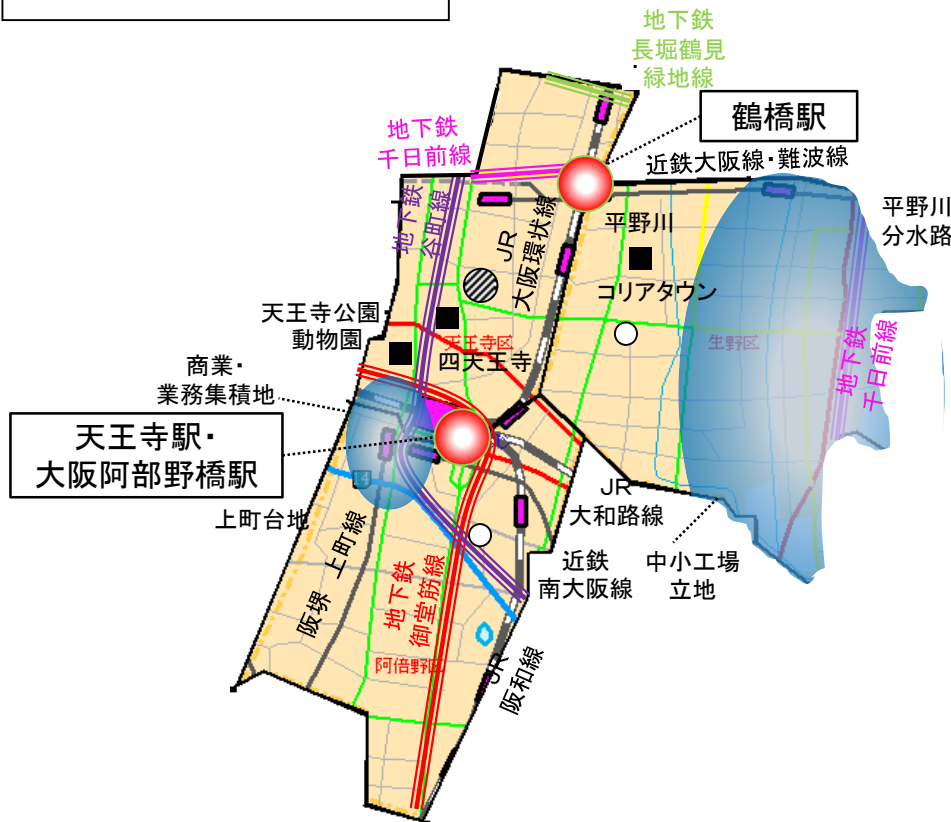 地下鉄
長堀鶴見
緑地線
鶴橋駅
地下鉄
千日前線
近鉄大阪線・難波線
平野川
分水路
地下鉄
谷町線
JR
大阪環状線
平野川
コリアタウン
天王寺公園
動物園
天王寺区
四天王寺
生野区
地下鉄
千日前線
商業・
業務集積地
天王寺駅・
大阪阿部野橋駅
上町台地
JR
大和路線
近鉄
南大阪線
中小工場
立地
阪堺 上町線
地下鉄
御堂筋線
阿倍野区
JR
阪和線